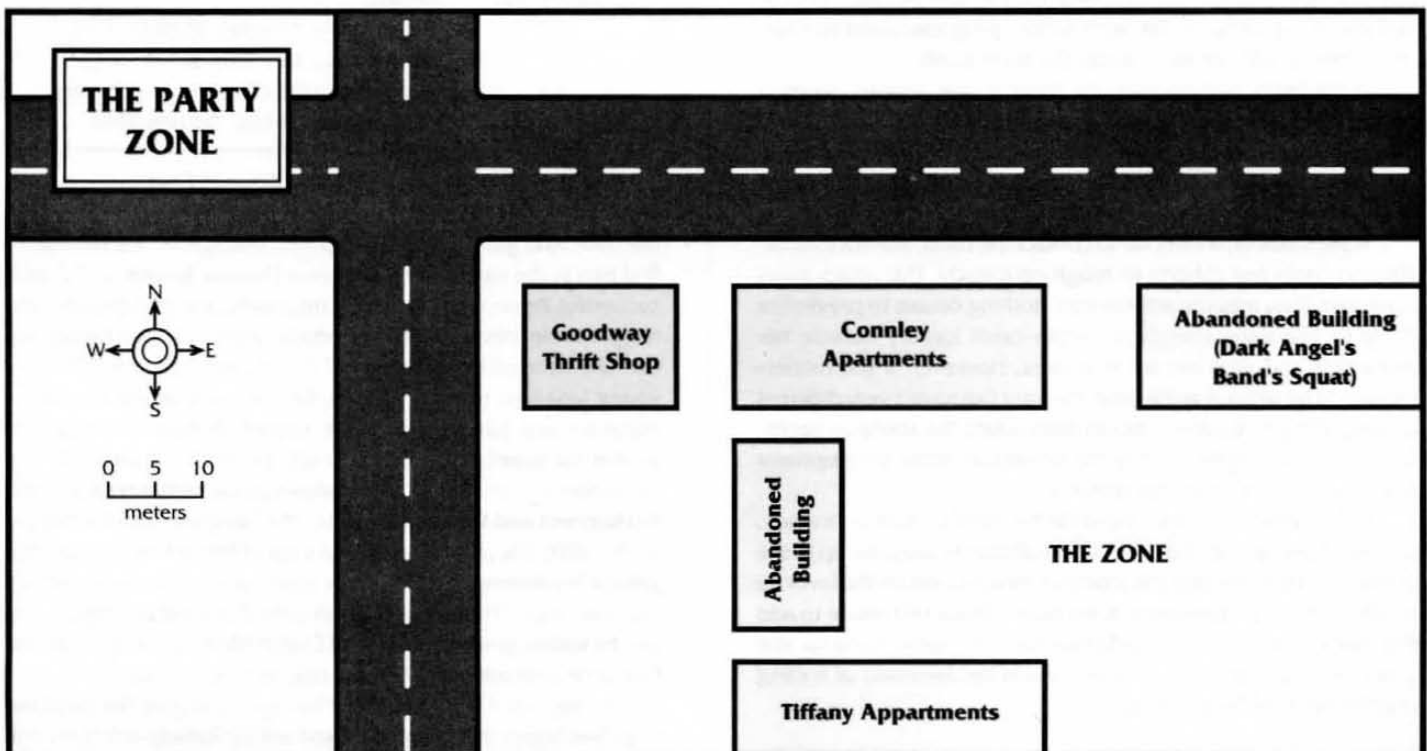 THE PARTY
ZONE
N
W
E
S
0 5 10
meters
Goodway
Thrift Shop
Connley
Apartments
Abandoned Building
(Dark Angel's
Band's Squat)
Abandoned
Building
THE ZONE
Tiffany Appartments